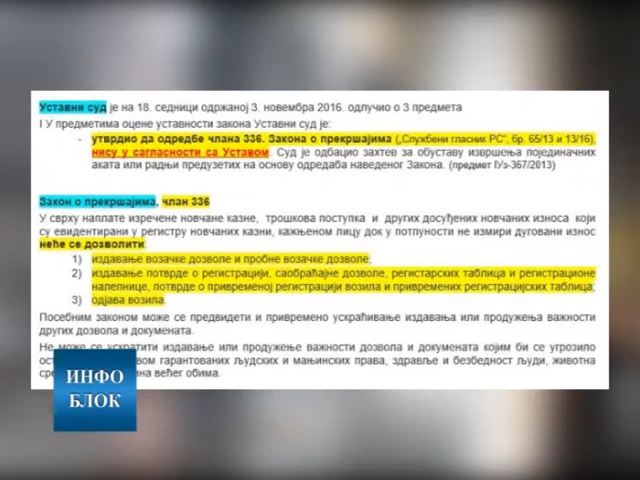 Уставни суд је на 18. седници одржаној 3. новембра 2016. одлучио о 3 предмета
I У предметима оцене уставности закона Уставни суд је:
- утврдио да одредбе члана 336. Закона о прекршајима („Службени гласник РС", бр. 65/13 и 13/16),
нису у сагласности са Уставом. Суд је одбацио захтев за обуставу извршења појединачних
аката или радњи предузетих на основу одредаба наведеног Закона. (предмет IУз-367/2013)
Закон о прекршајима, члан 336
У сврху наплате изречене новчане казне, трошкова поступка и других досуђених новчаних износа који
су евидентирани у регистру новчаних казни, кажњеном лицу док у потпуности не измири дуговани износ
неће се дозволити:
1) издавање возачке дозволе и пробне возачке дозволе;
2) издавање потврде о регистрацији, саобраћајне дозволе, регистарских таблица и регистрационе
налепнице, потврде о привременој регистрацији возила и привремених регистрацијских таблица;
3) одјава возила.
Посебним законом може се предвидети и привремено ускраћивање издавања или продужења важности
других дозвола и докумената.
Не може се ускратити издавање или продужење важности дозвола и докумената којим би се угрозило
вом гарантованих људских и мањинских права, здравље и безбедност људи, животна
ина већег обима.
ИНФО
БЛОК